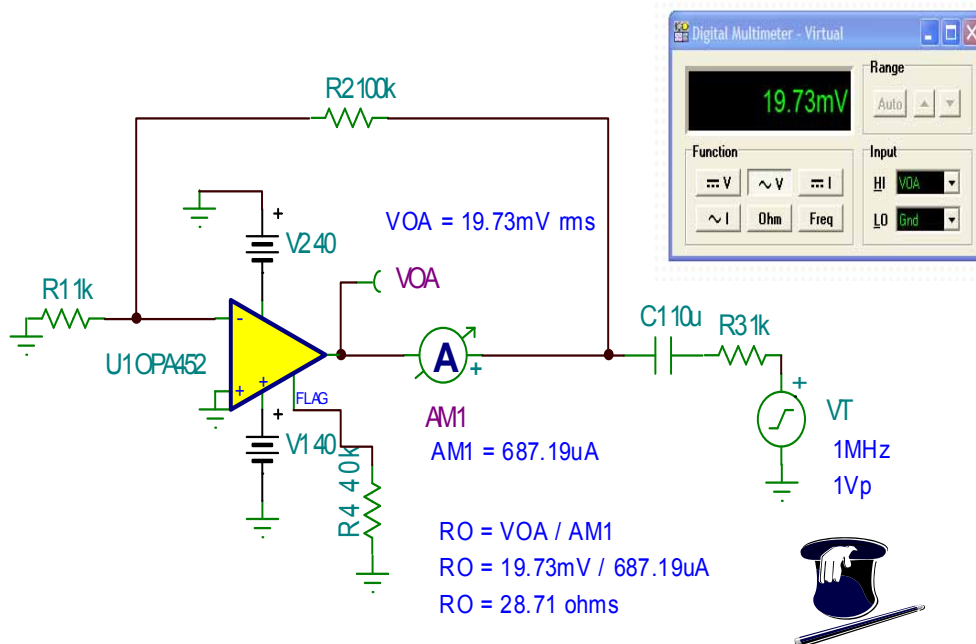 Digital Multimeter - Virtual
19.73mV
Range
Auto
Function
V
V
I
I
Ohm
Freq
Input
HI VOA
LO Gnd
R2 100k
VOA = 19.73mV rms
V2 40
VOA
R1 1k
C1 10u
R3 1k
-
+
+
+
U1 OPA452
FLAG
A
+
+
+
+
AM1
AM1 = 687.19uA
VT
1MHz
1Vp
V1 40
R4 40k
RO = VOA / AM1
RO = 19.73mV / 687.19uA
RO = 28.71 ohms